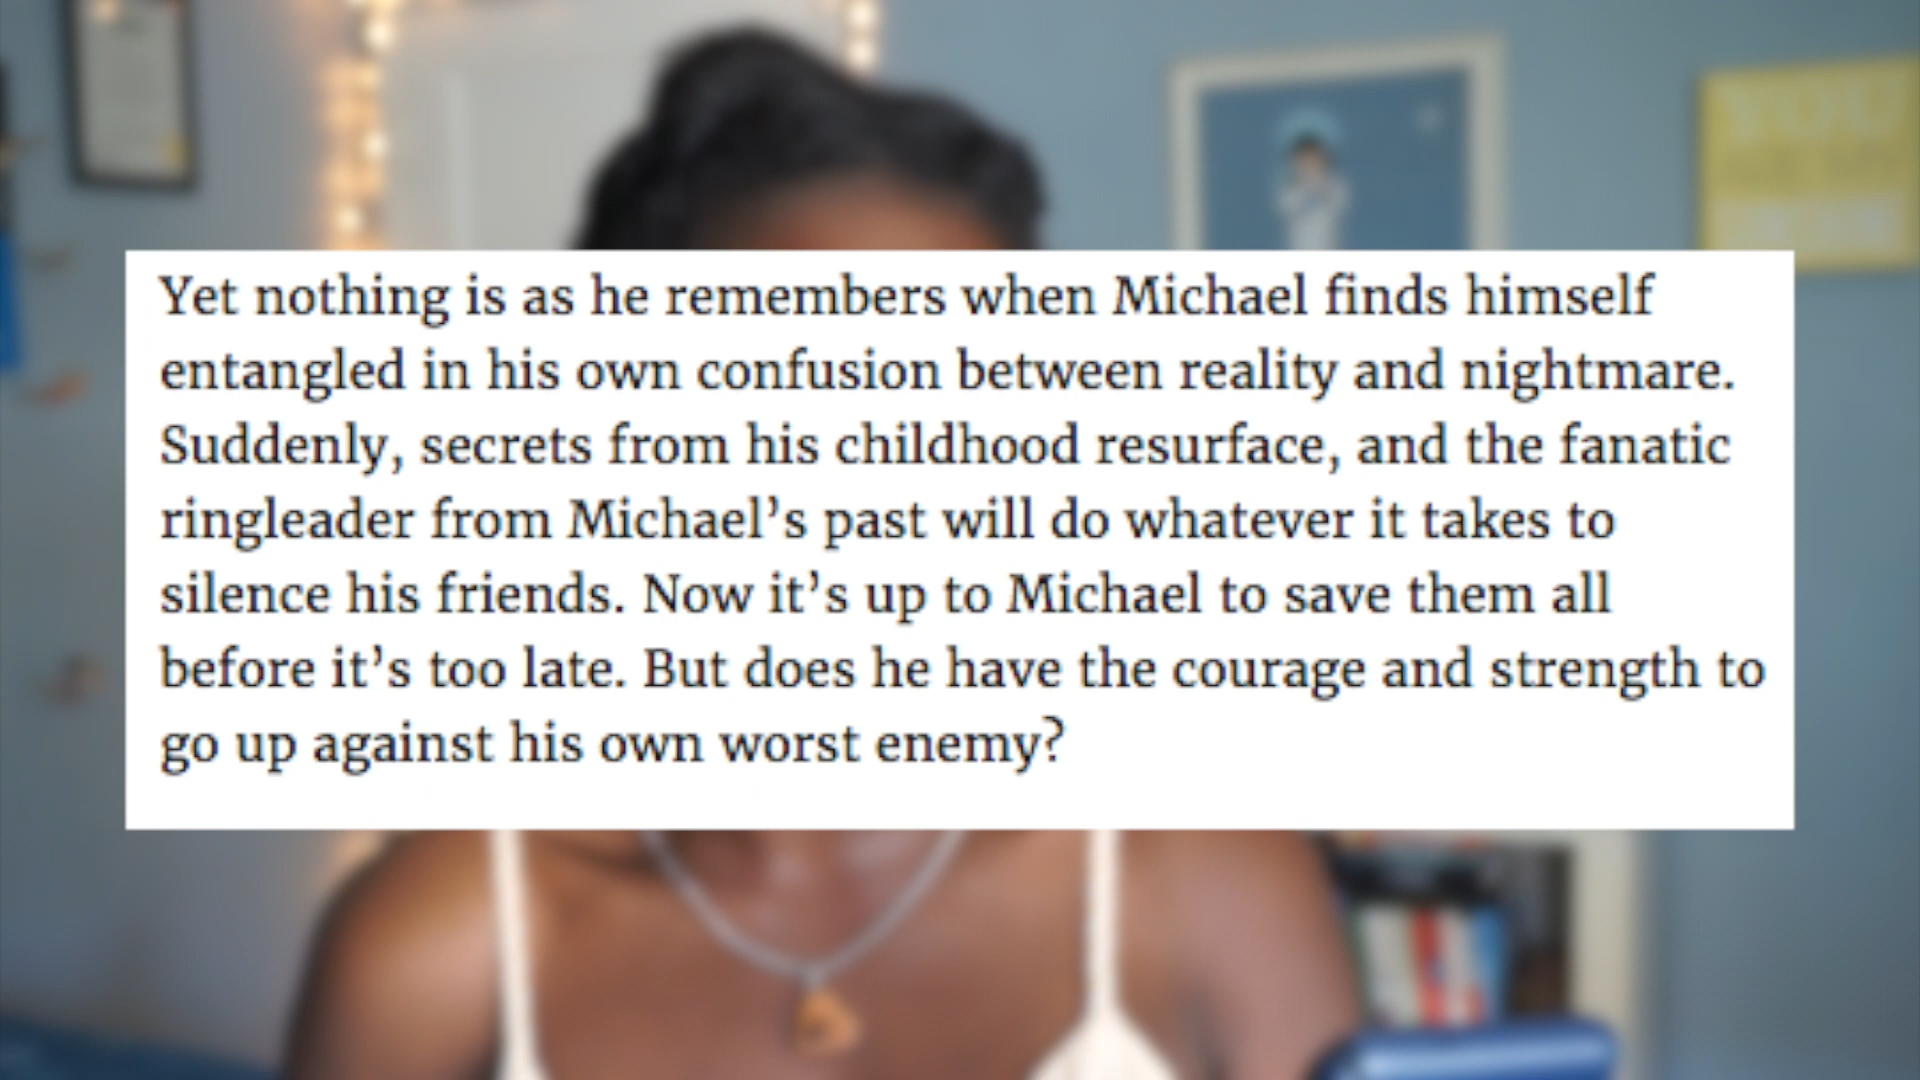 Yet nothing is as he remembers when Michael finds himself
entangled in his own confusion between reality and nightmare.
Suddenly, secrets from his childhood resurface, and the fanatic
ringleader from Michael’s past will do whatever it takes to
silence his friends. Now it’s up to Michael to save them all
before it’s too late. But does he have the courage and strength to
go up against his own worst enemy?
YOU